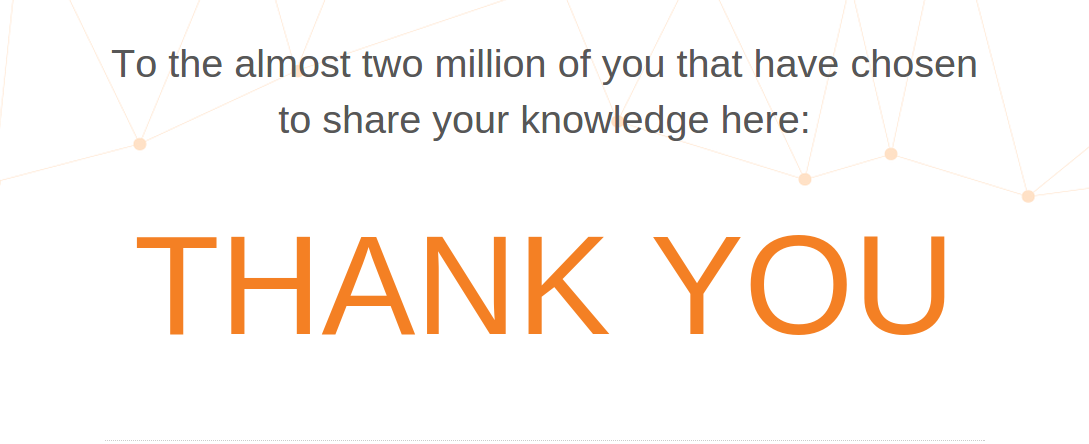 To the almost two million of you that have chosen
to share your knowledge here:
THANK YOU